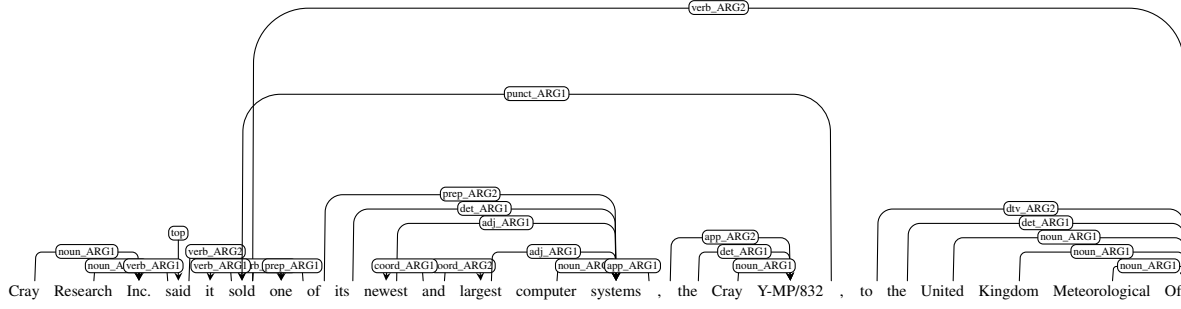 verb_ARG2
punct_ARG1
prep_ARG2
det_ARG1 dtv_ARG2
adj_ARG1 det_ARG1
top app_ARG2 noun_ARG1
noun_ARG1 verb_ARG2 adj_ARG1 det_ARG1 noun_ARG1
verb_ARG1 verb_ARG1 prep_ARG1 coord_ARG1 app_ARG1 noun_ARG1 noun_ARG1
Cray Research Inc. said it sold one of its newest and largest computer systems , the Cray Y-MP/832 , to the United Kingdom Meteorological